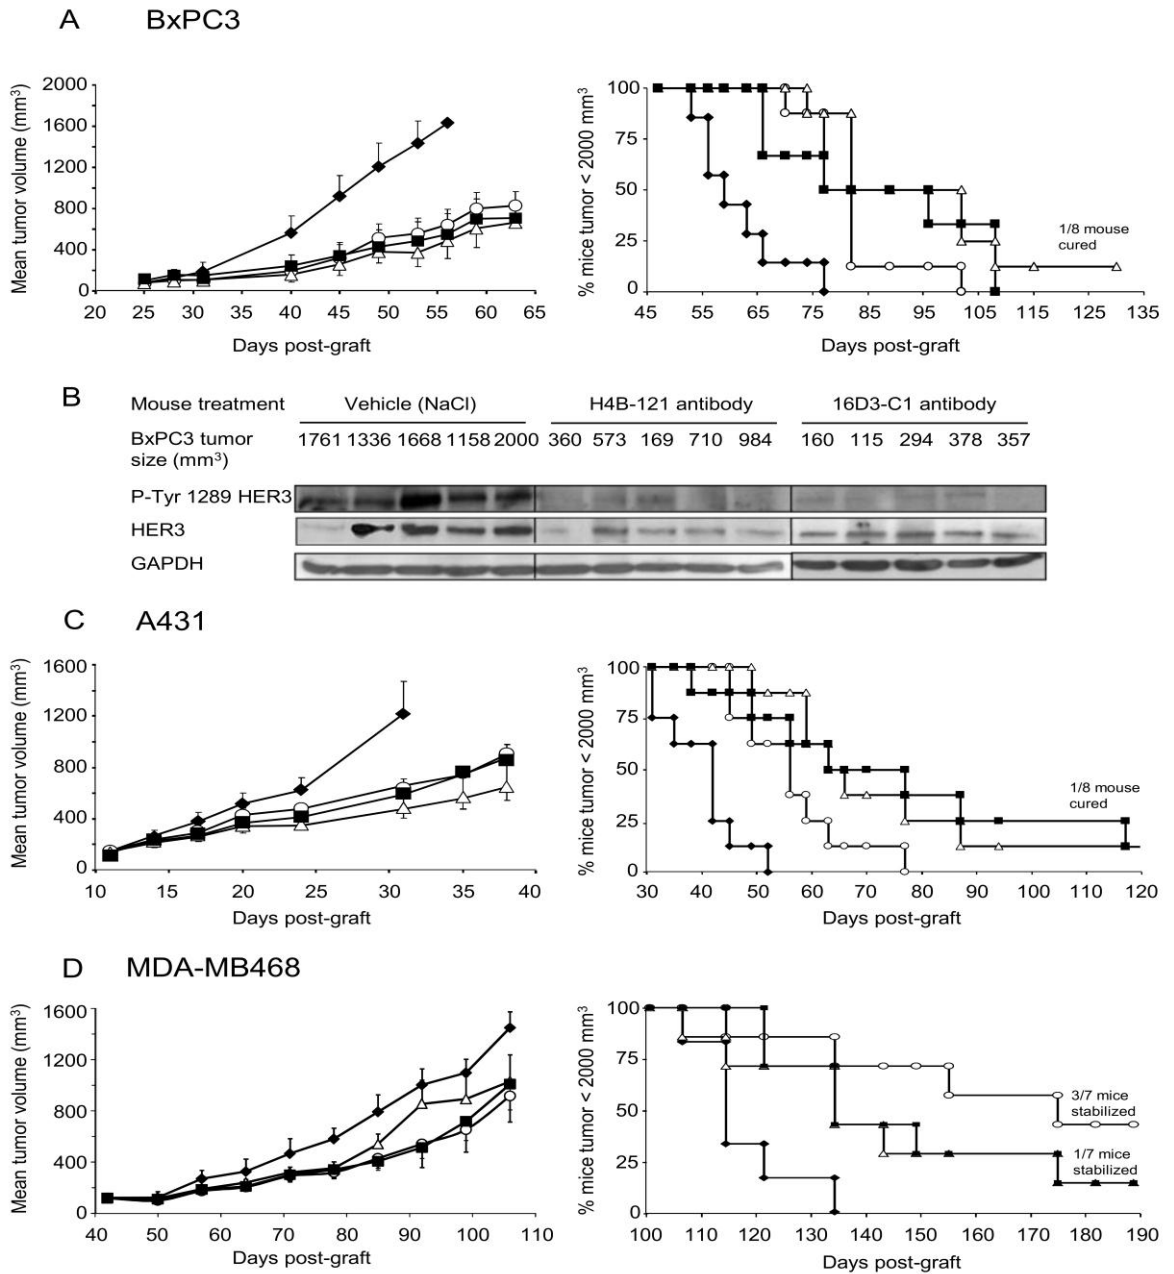 A BxPC3
Mean tumor volume (mm³)
2000
1600
1200
800
400
0
20 25 30 35 40 45 50 55 60 65
Days post-graft
% mice tumor < 2000 mm³
100
75
50
25
0
45 55 65 75 85 95 105 115 125 135
Days post-graft
1/8 mouse
cured
B
Mouse treatment Vehicle (NaCl) H4B-121 antibody 16D3-C1 antibody
BxPC3 tumor 1761 1336 1668 1158 2000 360 573 169 710 984 160 115 294 378 357
size (mm³)
P-Tyr 1289 HER3
HER3
GAPDH
C A431
Mean tumor volume (mm³)
1600
1200
800
400
0
10 15 20 25 30 35 40
Days post-graft
% mice tumor < 2000 mm³
100
75
50
25
0
30 40 50 60 70 80 90 100 110 120
Days post-graft
1/8 mouse
cured
D MDA-MB468
Mean tumor volume (mm³)
1600
1200
800
400
0
40 50 60 70 80 90 100 110
Days post-graft
% mice tumor < 2000 mm³
100
75
50
25
0
100 110 120 130 140 150 160 170 180 190
Days post-graft
3/7 mice
stabilized
1/7 mice
stabilized